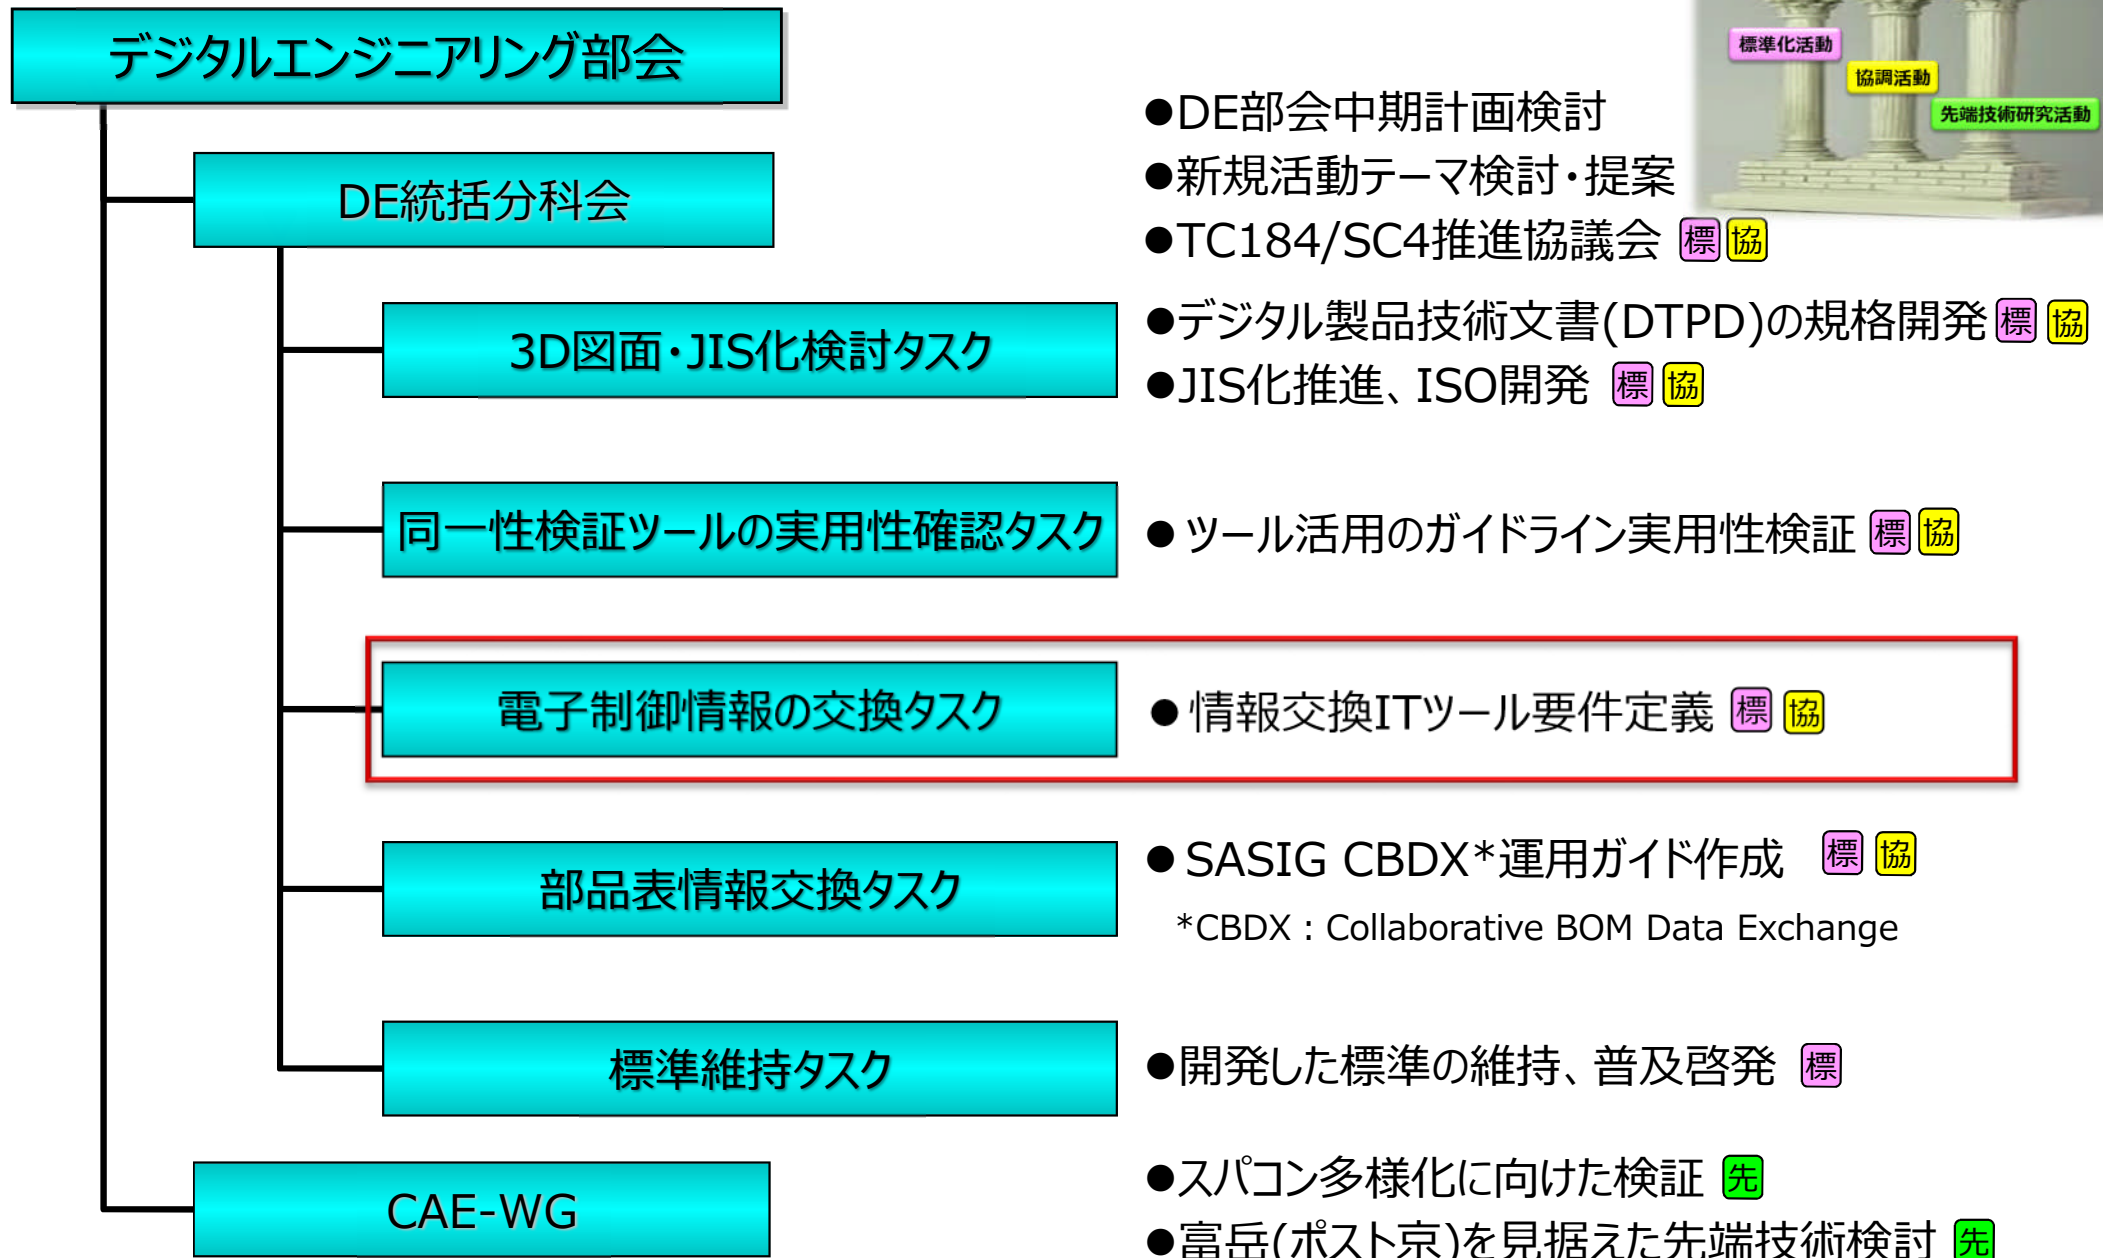 デジタルエンジニアリング部会
標準化活動
協調活動
先端技術研究活動
DE統括分科会
●DE部会中期計画検討
●新規活動テーマ検討・提案
●TC184/SC4推進協議会 標 協
3D図面・JIS化検討タスク
●デジタル製品技術文書(DTPD)の規格開発 標 協
●JIS化推進、ISO開発 標 協
同一性検証ツールの実用性確認タスク
● ツール活用のガイドライン実用性検証 標 協
電子制御情報の交換タスク
● 情報交換ITツール要件定義 標 協
部品表情報交換タスク
● SASIG CBDX*運用ガイド作成 標 協
*CBDX : Collaborative BOM Data Exchange
標準維持タスク
●開発した標準の維持、普及啓発 標
CAE-WG
●スパコン多様化に向けた検証 先
●富岳(ポスト京)を見据えた先端技術検討 先